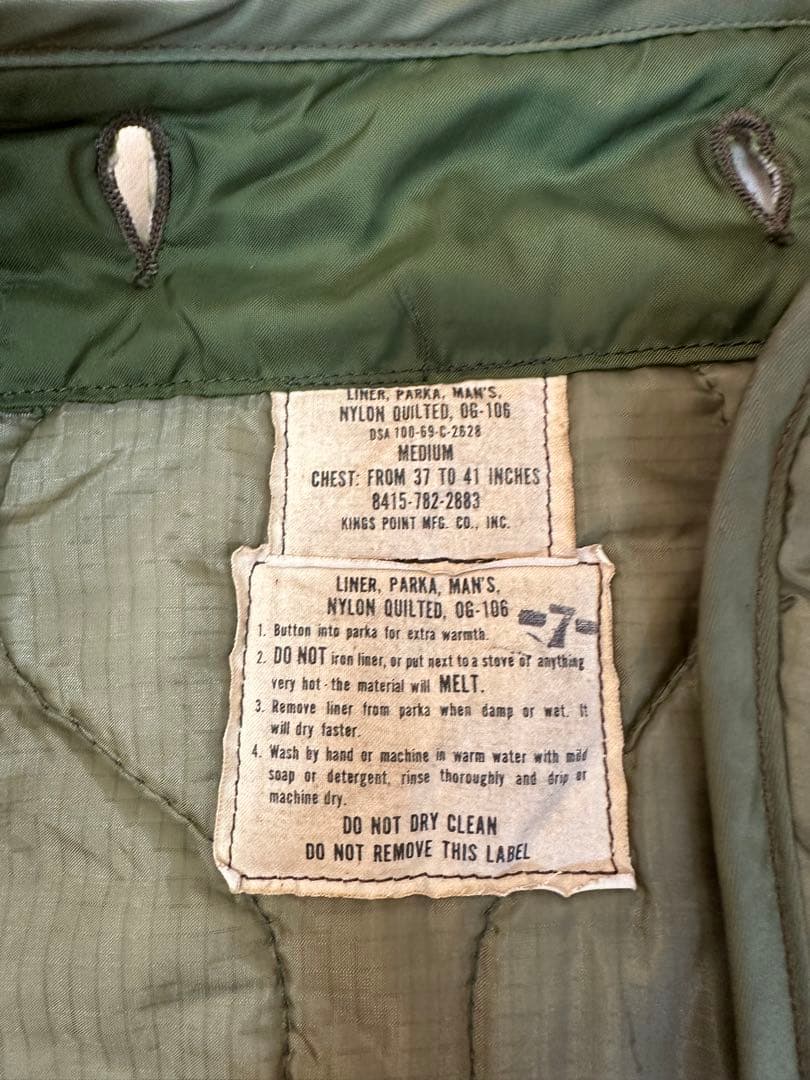 LINER, PARKA, MAN'S,
NYLON QUILTED, OG-106
DSA 100-69-C-2628
MEDIUM
CHEST: FROM 37 TO 41 INCHES
8415-782-2883
KINGS POINT MFG. CO., INC.
LINER, PARKA, MAN'S,
NYLON QUILTED, OG-106
-7-
1. Button into parka for extra warmth.
2. DO NOT iron liner, or put next to a stove or anything
very hot - the material will MELT.
3. Remove liner from parka when damp or wet. It
will dry faster.
4. Wash by hand or machine in warm water with mild
soap or detergent, rinse thoroughly and drip or
machine dry.
DO NOT DRY CLEAN
DO NOT REMOVE THIS LABEL